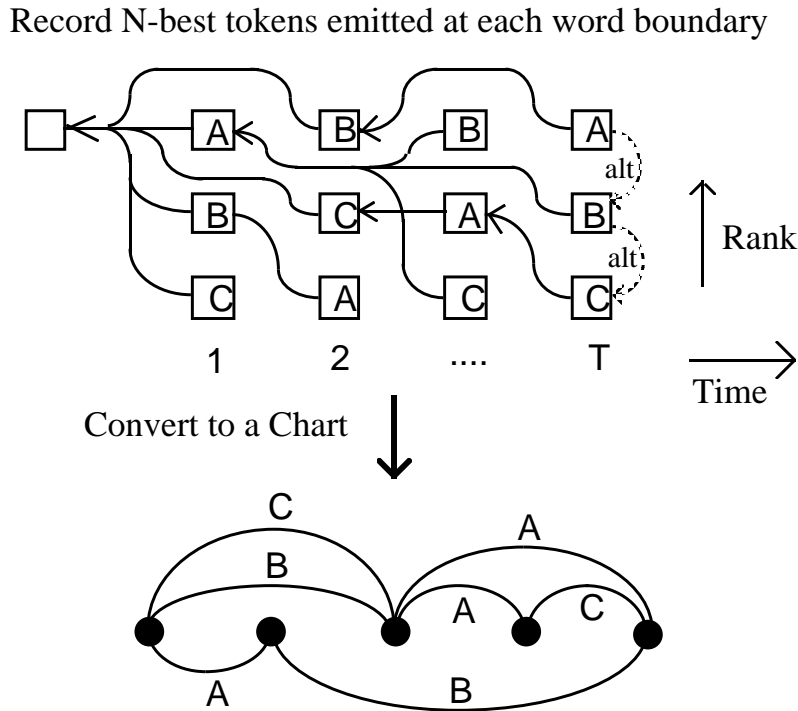 Record N-best tokens emitted at each word boundary
A B B A
alt
B C A B
Rank
alt
C A C C
1 2 .... T
Time
Convert to a Chart
C
A
B
A C
A
B